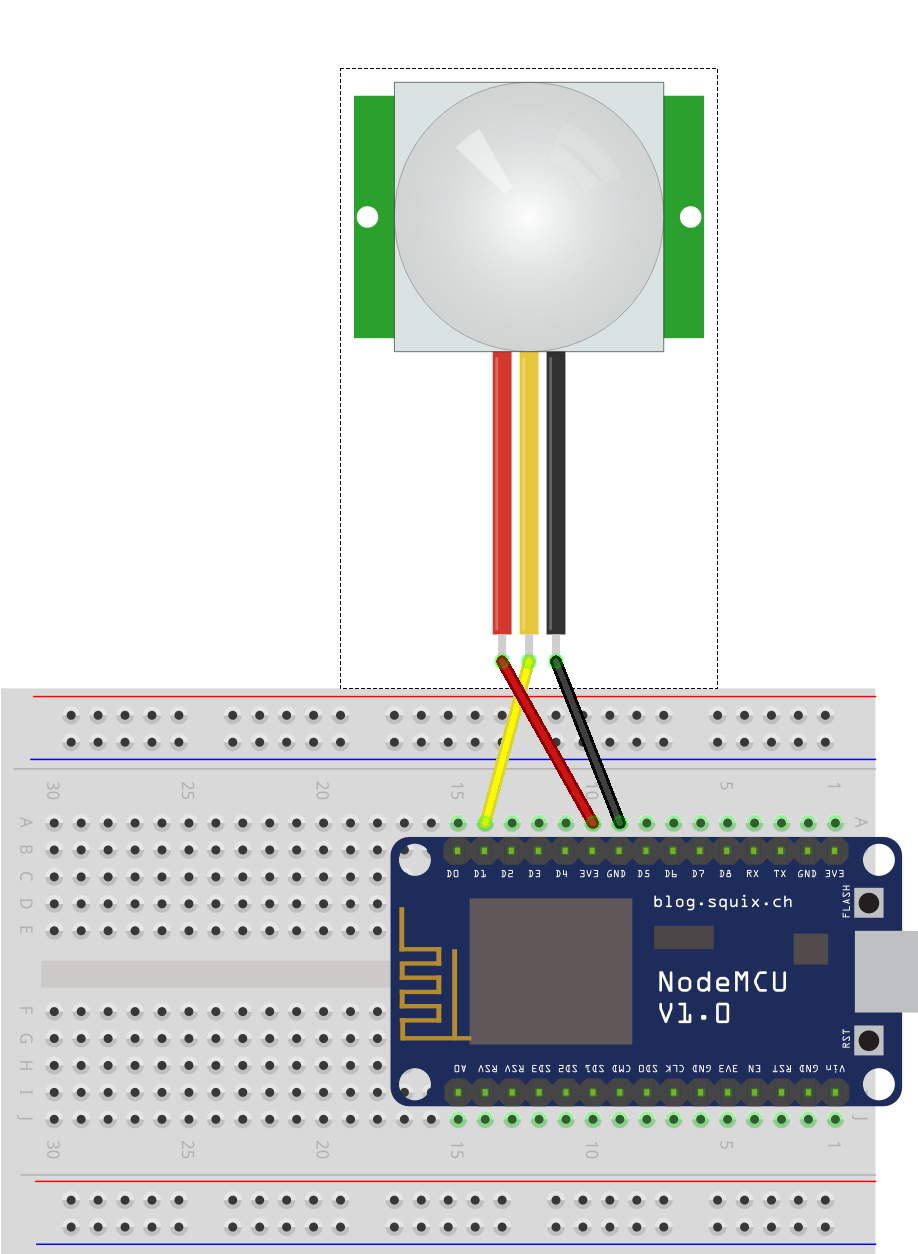 30 25 20 15 10 5 1
A A
B
C
D
E
D0 D1 D2 D3 D4 3V3 GND D5 D6 D7 D8 RX TX GND 3V3
FLASH
blog.squix.ch
NodeMCU
V1.0
RST
F
G
H
I
J J
A0 RSV RSV SD3 SD2 SD1 CMD SD0 CLK GND 3V3 EN RST GND Vin
30 25 20 15 10 5 1